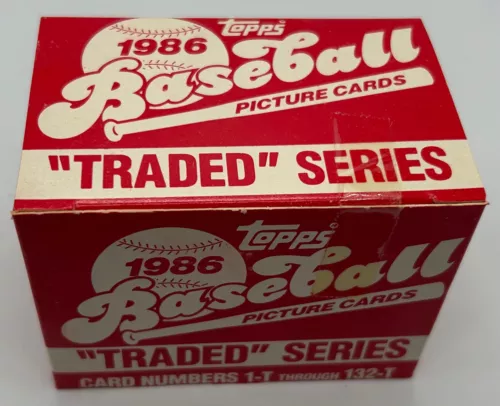 Topps
1986
Baseball
PICTURE CARDS
"TRADED" SERIES
Topps
1986
Baseball
PICTURE CARDS
"TRADED" SERIES
CARD NUMBERS 1-T THROUGH 132-T